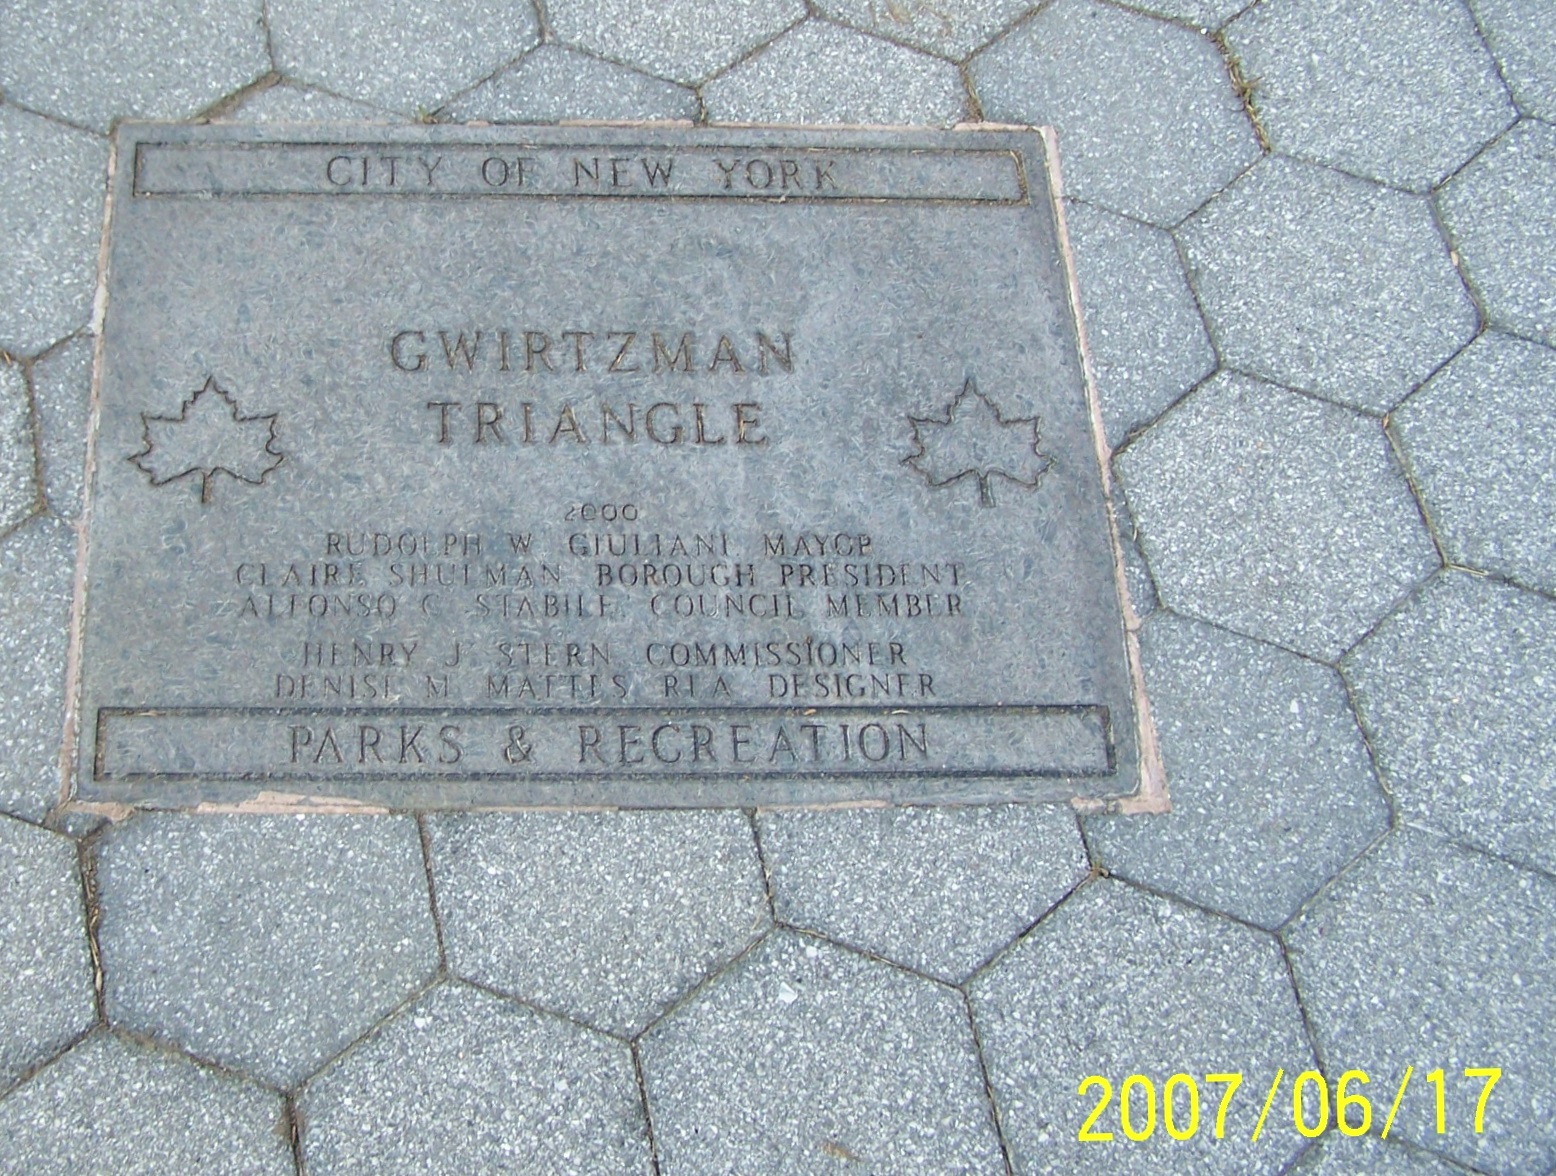 CITY OF NEW YORK
GWIRTZMAN
TRIANGLE
2000
RUDOLPH W. GIULIANI, MAYOR
CLAIRE SHULMAN, BOROUGH PRESIDENT
ALFONSO C. STABILE, COUNCIL MEMBER
HENRY J. STERN, COMMISSIONER
DENISE M. MATTES, RLA, DESIGNER
PARKS & RECREATION
2007/06/17